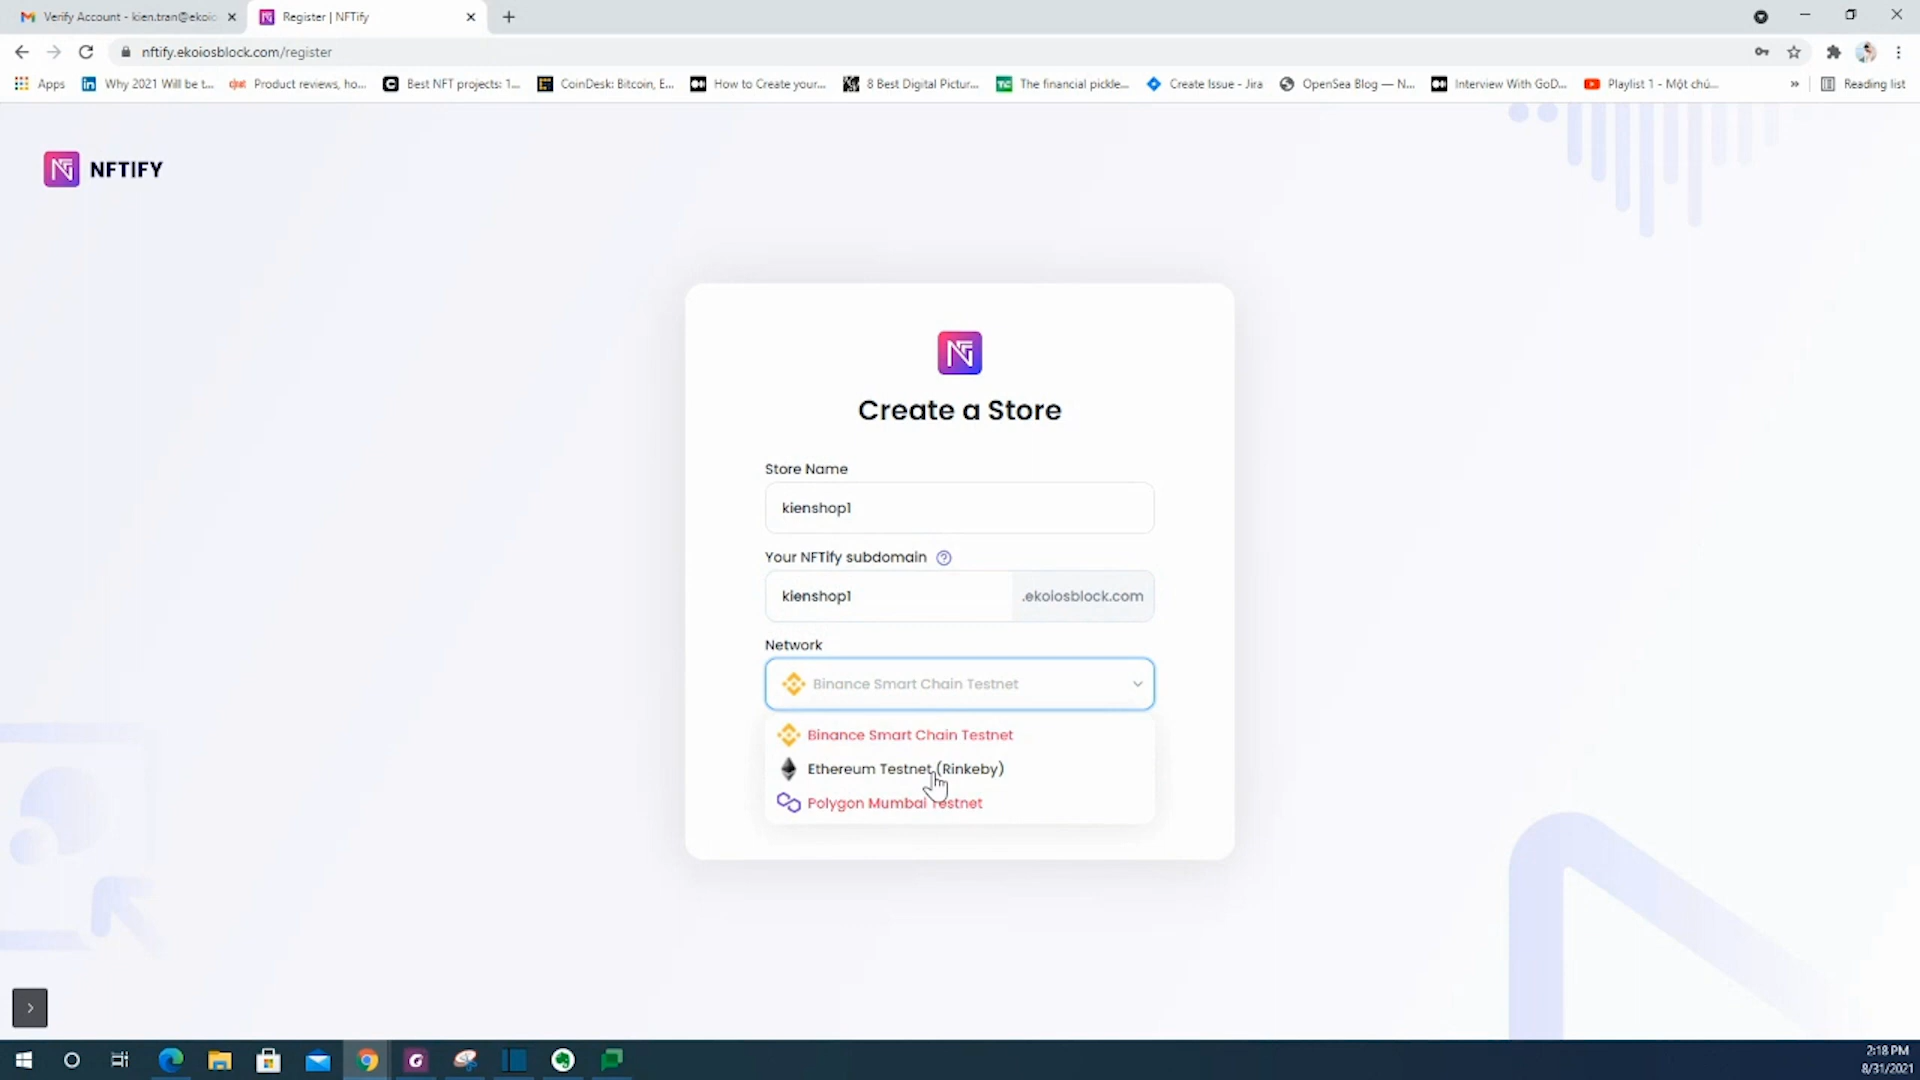 Verify Account - kien.tran@ekoio
Register | NFTify
nftify.ekoiosblock.com/register
Apps
Why 2021 Will be t...
Product reviews, ho...
Best NFT projects: 1...
CoinDesk: Bitcoin, E...
How to Create your...
8 Best Digital Pictur...
The financial pickle...
Create Issue - Jira
OpenSea Blog — N...
Interview With GoD...
Playlist 1 - Một chú...
»
Reading list
NFTIFY
Create a Store
Store Name
kienshop1
Your NFTify subdomain
kienshop1
.ekoiosblock.com
Network
Binance Smart Chain Testnet
Binance Smart Chain Testnet
Ethereum Testnet (Rinkeby)
Polygon Mumbai Testnet
2:18 PM
8/31/2021